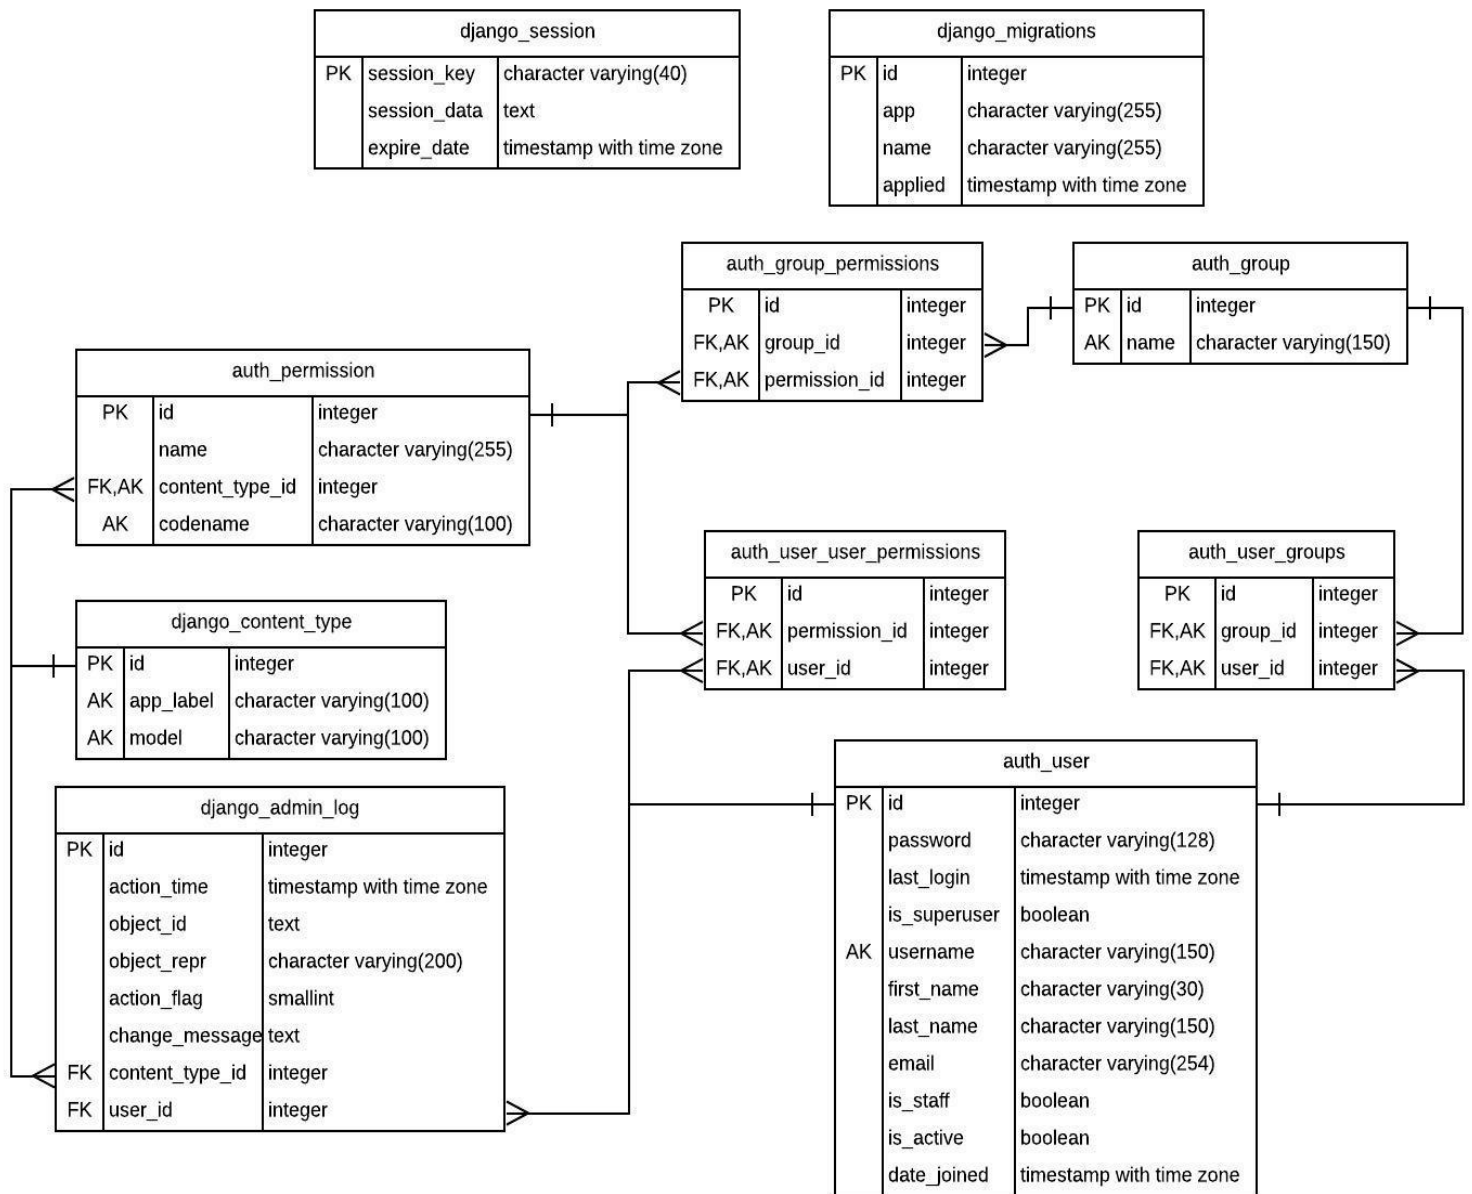 django_session
PK session_key character varying(40)
session_data text
expire_date timestamp with time zone
django_migrations
PK id integer
app character varying(255)
name character varying(255)
applied timestamp with time zone
auth_group_permissions
PK id integer
FK,AK group_id integer
FK,AK permission_id integer
auth_group
PK id integer
AK name character varying(150)
auth_permission
PK id integer
name character varying(255)
FK,AK content_type_id integer
AK codename character varying(100)
auth_user_user_permissions
PK id integer
FK,AK permission_id integer
FK,AK user_id integer
auth_user_groups
PK id integer
FK,AK group_id integer
FK,AK user_id integer
django_content_type
PK id integer
AK app_label character varying(100)
AK model character varying(100)
django_admin_log
PK id integer
action_time timestamp with time zone
object_id text
object_repr character varying(200)
action_flag smallint
change_message text
FK content_type_id integer
FK user_id integer
auth_user
PK id integer
password character varying(128)
last_login timestamp with time zone
is_superuser boolean
AK username character varying(150)
first_name character varying(30)
last_name character varying(150)
email character varying(254)
is_staff boolean
is_active boolean
date_joined timestamp with time zone